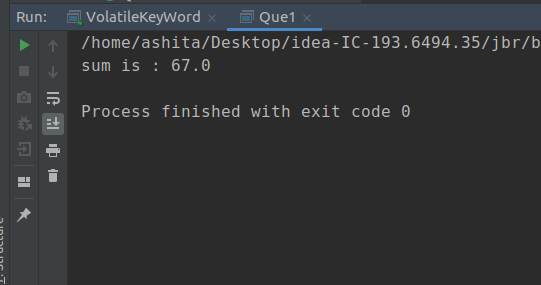 Run: VolatileKeyWord × Que1 ×
/home/ashita/Desktop/idea-IC-193.6494.35/jbr/b
sum is : 67.0
Process finished with exit code 0
Structure